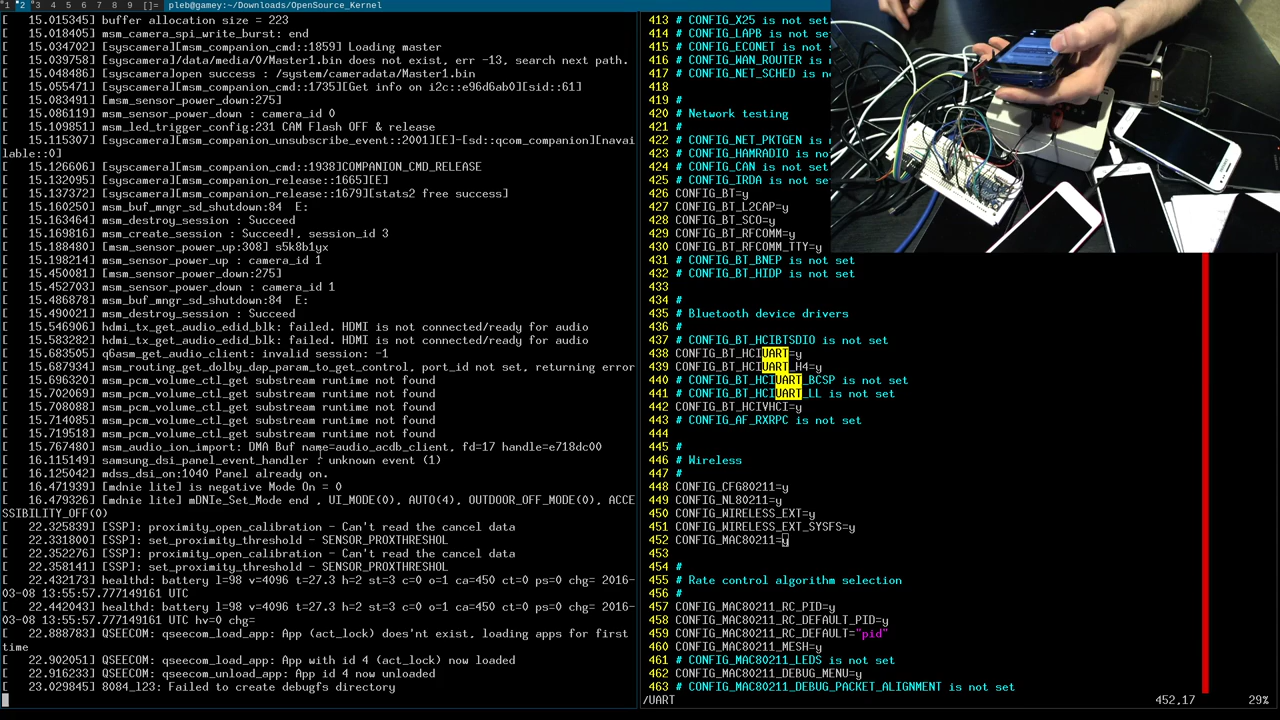 1 2 3 4 5 6 7 8 9 []= pleb@gamey:~/Downloads/OpenSource_Kernel
[   15.015345] buffer allocation size = 223
[   15.018405] msm_camera_spi_write_burst: end
[   15.034702] [syscamera][msm_companion_cmd::1859] Loading master
[   15.039758] [syscamera]/data/media/0/Master1.bin does not exist, err -13, search next path.
[   15.048486] [syscamera]open success : /system/cameradata/Master1.bin
[   15.055471] [syscamera][msm_companion_cmd::1735][Get info on i2c::e96d6ab0][sid::61]
[   15.083491] [msm_sensor_power_down:275]
[   15.086119] msm_sensor_power_down : camera_id 0
[   15.109851] msm_led_trigger_config:231 CAM Flash OFF & release
[   15.115307] [syscamera][msm_companion_unsubscribe_event::2001][E]-[sd::qcom_companion][navai
lable::0]
[   15.126606] [syscamera][msm_companion_cmd::1938]COMPANION_CMD_RELEASE
[   15.132095] [syscamera][msm_companion_release::1665][E]
[   15.137372] [syscamera][msm_companion_release::1679][stats2 free success]
[   15.160250] msm_buf_mngr_sd_shutdown:84  E:
[   15.163464] msm_destroy_session : Succeed
[   15.169816] msm_create_session : Succeed!, session_id 3
[   15.188480] [msm_sensor_power_up:308] s5k8b1yx
[   15.198214] msm_sensor_power_up : camera_id 1
[   15.450081] [msm_sensor_power_down:275]
[   15.452703] msm_sensor_power_down : camera_id 1
[   15.486878] msm_buf_mngr_sd_shutdown:84  E:
[   15.490021] msm_destroy_session : Succeed
[   15.546906] hdmi_tx_get_audio_edid_blk: failed. HDMI is not connected/ready for audio
[   15.583282] hdmi_tx_get_audio_edid_blk: failed. HDMI is not connected/ready for audio
[   15.683505] q6asm_get_audio_client: invalid session: -1
[   15.687934] msm_routing_get_dolby_dap_param_to_get_control, port_id not set, returning error
[   15.696320] msm_pcm_volume_ctl_get substream runtime not found
[   15.702069] msm_pcm_volume_ctl_get substream runtime not found
[   15.708088] msm_pcm_volume_ctl_get substream runtime not found
[   15.714085] msm_pcm_volume_ctl_get substream runtime not found
[   15.719518] msm_pcm_volume_ctl_get substream runtime not found
[   15.767480] msm_audio_ion_import: DMA Buf name=audio_acdb_client, fd=17 handle=e718dc00
[   16.115149] samsung_dsi_panel_event_handler : unknown event (1)
[   16.125042] mdss_dsi_on:1040 Panel already on.
[   16.471939] [mdnie lite] is negative Mode On = 0
[   16.479326] [mdnie lite] mDNIe_Set_Mode end , UI_MODE(0), AUTO(4), OUTDOOR_OFF_MODE(0), ACCE
SSIBILITY_OFF(0)
[   22.325839] [SSP]: proximity_open_calibration - Can't read the cancel data
[   22.331800] [SSP]: set_proximity_threshold - SENSOR_PROXTHRESHOL
[   22.352276] [SSP]: proximity_open_calibration - Can't read the cancel data
[   22.358141] [SSP]: set_proximity_threshold - SENSOR_PROXTHRESHOL
[   22.432173] healthd: battery l=98 v=4096 t=27.3 h=2 st=3 c=0 o=1 ca=450 ct=0 ps=0 chg= 2016-
03-08 13:55:57.777149161 UTC
[   22.442043] healthd: battery l=98 v=4096 t=27.3 h=2 st=3 c=0 o=1 ca=450 ct=0 ps=0 chg= 2016-
03-08 13:55:57.777149161 UTC hv=0 chg=
[   22.888783] QSEECOM: qseecom_load_app: App (act_lock) does'nt exist, loading apps for first
time
[   22.902051] QSEECOM: qseecom_load_app: App with id 4 (act_lock) now loaded
[   22.916233] QSEECOM: qseecom_unload_app: App id 4 now unloaded
[   23.029845] 8084_l23: Failed to create debugfs directory
413 # CONFIG_X25 is not set
414 # CONFIG_LAPB is not s
415 # CONFIG_ECONET is not
416 # CONFIG_WAN_ROUTER is
417 # CONFIG_NET_SCHED is n
418
419 #
420 # Network testing
421 #
422 # CONFIG_NET_PKTGEN is
423 # CONFIG_HAMRADIO is no
424 # CONFIG_CAN is not set
425 # CONFIG_IRDA is not se
426 CONFIG_BT=y
427 CONFIG_BT_L2CAP=y
428 CONFIG_BT_SCO=y
429 CONFIG_BT_RFCOMM=y
430 CONFIG_BT_RFCOMM_TTY=y
431 # CONFIG_BT_BNEP is not set
432 # CONFIG_BT_HIDP is not set
433
434 #
435 # Bluetooth device drivers
436 #
437 # CONFIG_BT_HCIBTSDIO is not set
438 CONFIG_BT_HCIUART=y
439 CONFIG_BT_HCIUART_H4=y
440 # CONFIG_BT_HCIUART_BCSP is not set
441 # CONFIG_BT_HCIUART_LL is not set
442 CONFIG_BT_HCIVHCI=y
443 # CONFIG_AF_RXRPC is not set
444
445 #
446 # Wireless
447 #
448 CONFIG_CFG80211=y
449 CONFIG_NL80211=y
450 CONFIG_WIRELESS_EXT=y
451 CONFIG_WIRELESS_EXT_SYSFS=y
452 CONFIG_MAC80211=y
453
454 #
455 # Rate control algorithm selection
456 #
457 CONFIG_MAC80211_RC_PID=y
458 CONFIG_MAC80211_RC_DEFAULT_PID=y
459 CONFIG_MAC80211_RC_DEFAULT="pid"
460 CONFIG_MAC80211_MESH=y
461 # CONFIG_MAC80211_LEDS is not set
462 CONFIG_MAC80211_DEBUG_MENU=y
463 # CONFIG_MAC80211_DEBUG_PACKET_ALIGNMENT is not set
/UART 452,17 29%